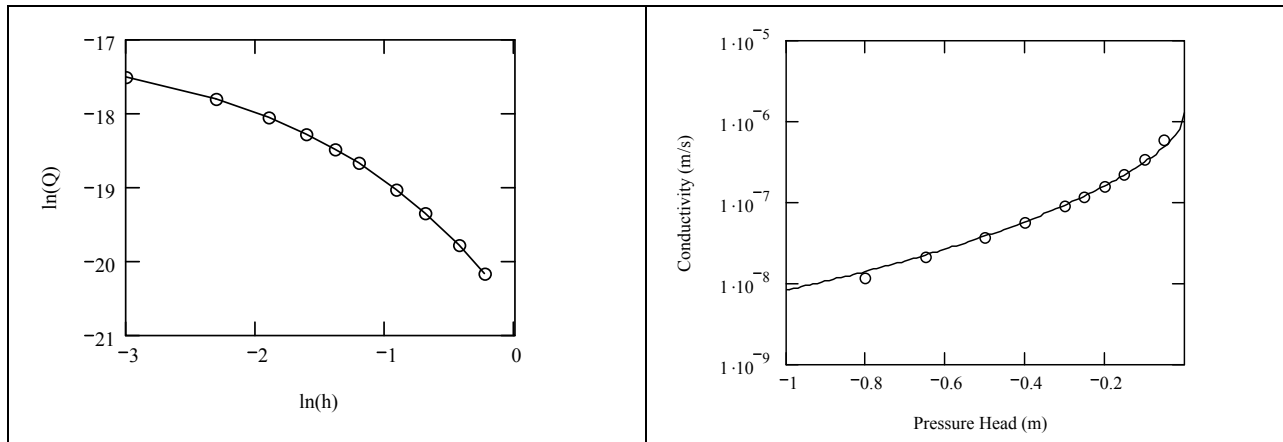 −17
−18
−19
−20
−21
ln(Q)
−3 −2 −1 0
ln(h)
1·10⁻⁵
1·10⁻⁶
1·10⁻⁷
1·10⁻⁸
1·10⁻⁹
Conductivity (m/s)
−1 −0.8 −0.6 −0.4 −0.2
Pressure Head (m)